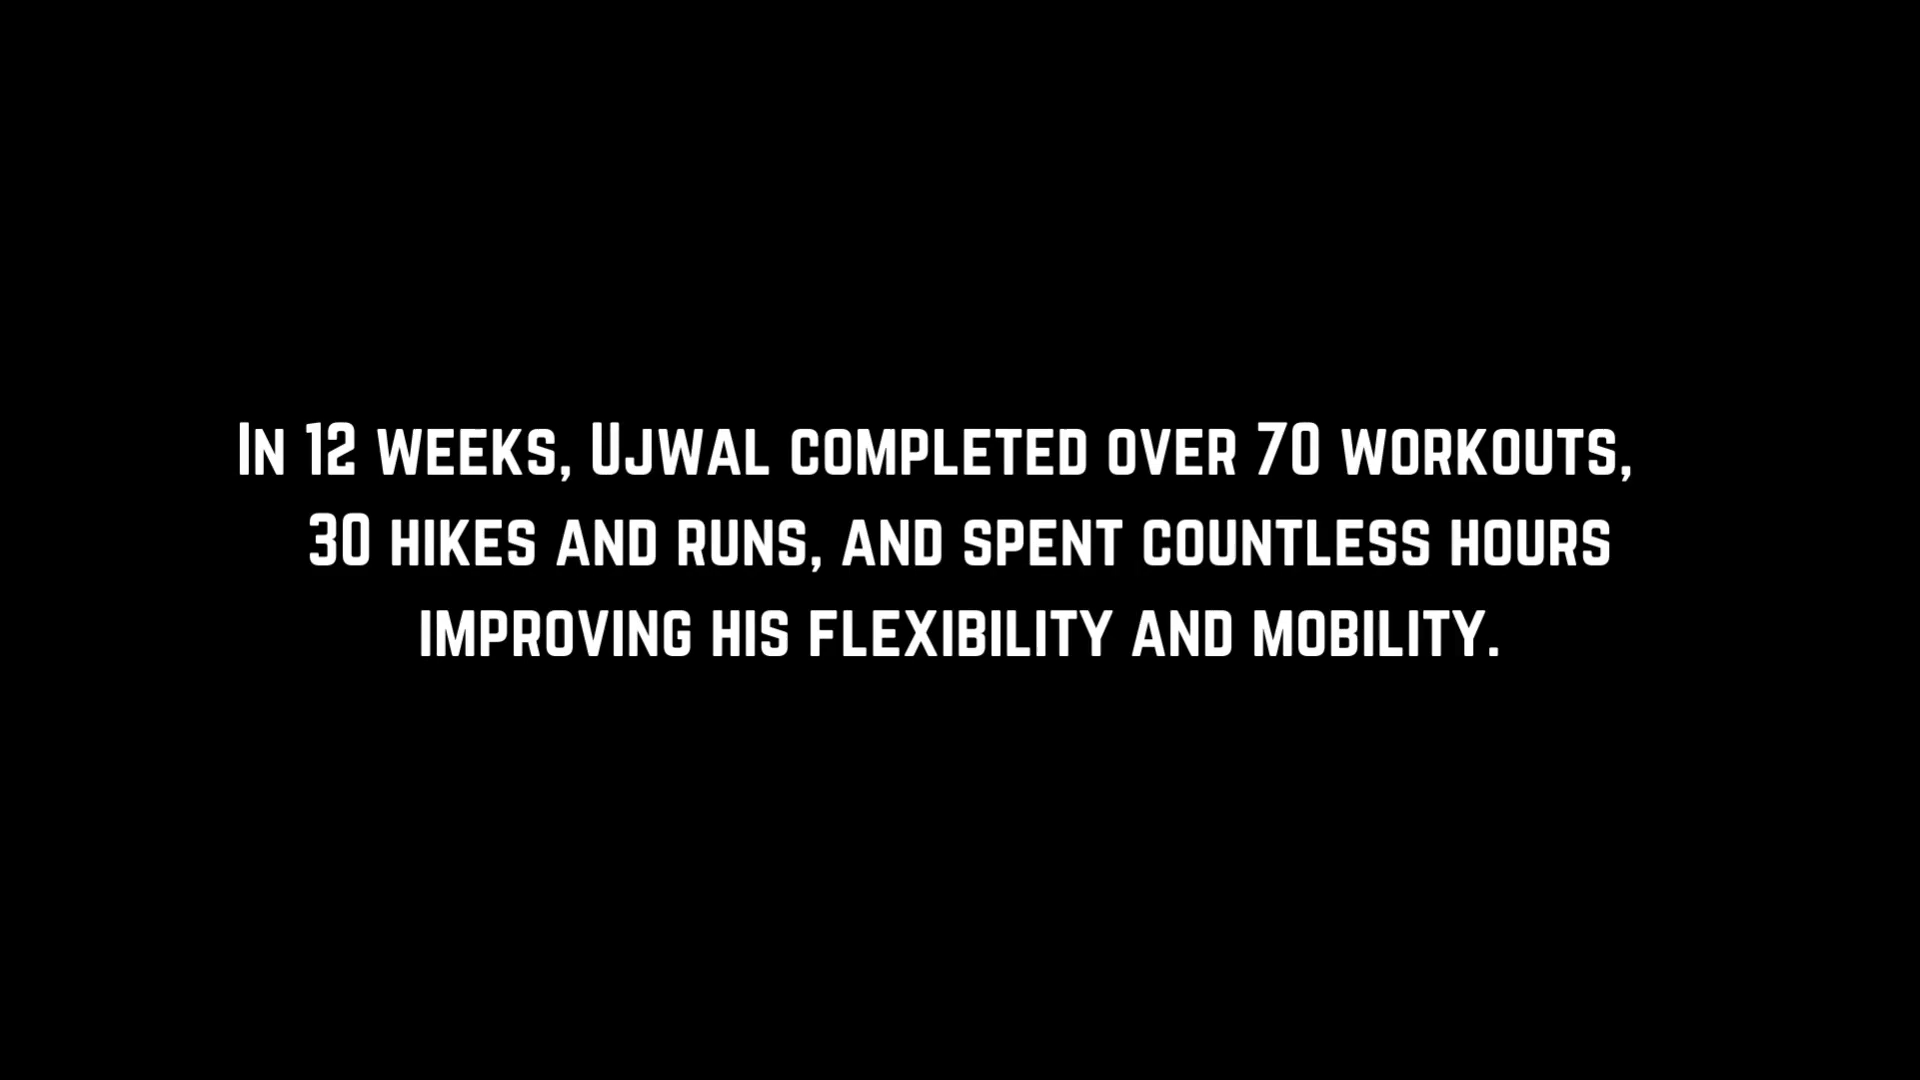 In 12 weeks, Ujwal completed over 70 workouts,
30 hikes and runs, and spent countless hours
improving his flexibility and mobility.